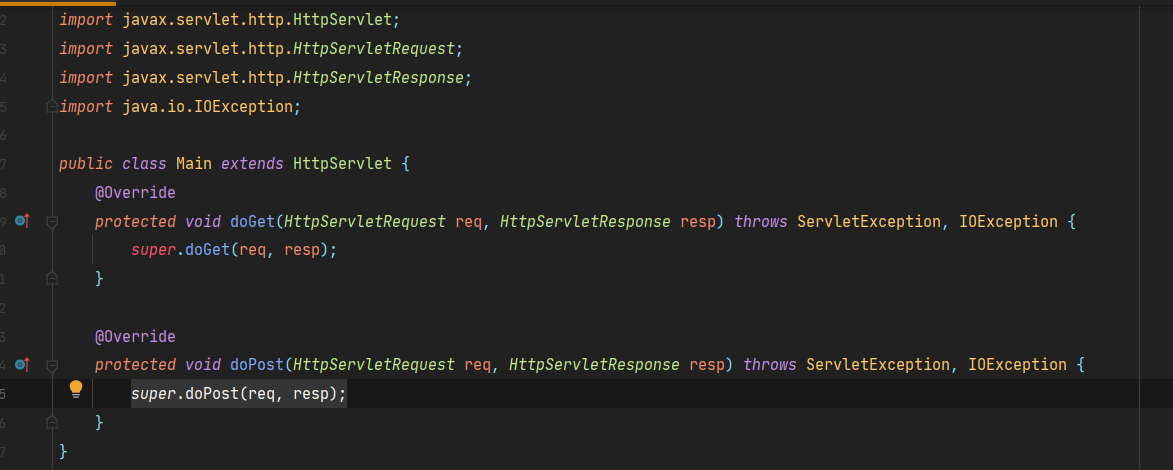 2 import javax.servlet.http.HttpServlet;
3 import javax.servlet.http.HttpServletRequest;
4 import javax.servlet.http.HttpServletResponse;
5 import java.io.IOException;
6
7 public class Main extends HttpServlet {
8 @Override
9 protected void doGet(HttpServletRequest req, HttpServletResponse resp) throws ServletException, IOException {
0 super.doGet(req, resp);
1 }
2
3 @Override
4 protected void doPost(HttpServletRequest req, HttpServletResponse resp) throws ServletException, IOException {
5 super.doPost(req, resp);
6 }
7 }